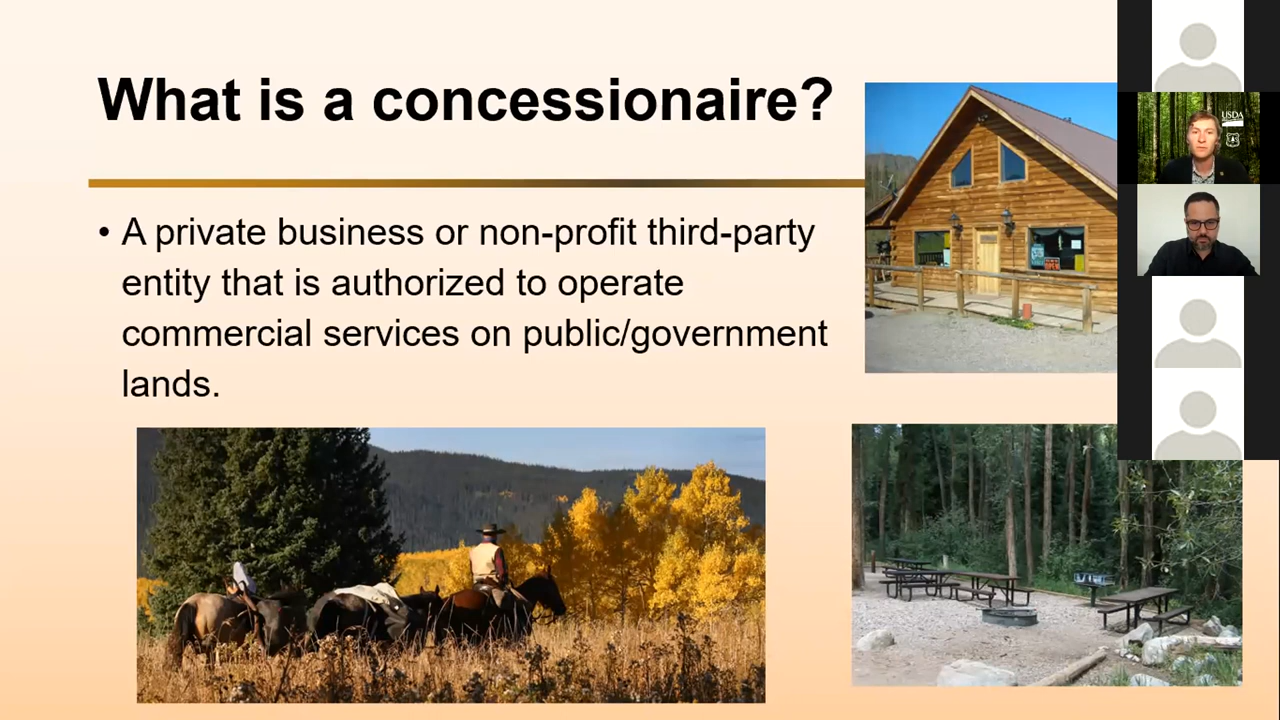 What is a concessionaire?
• A private business or non-profit third-party
entity that is authorized to operate
commercial services on public/government
lands.
USDA